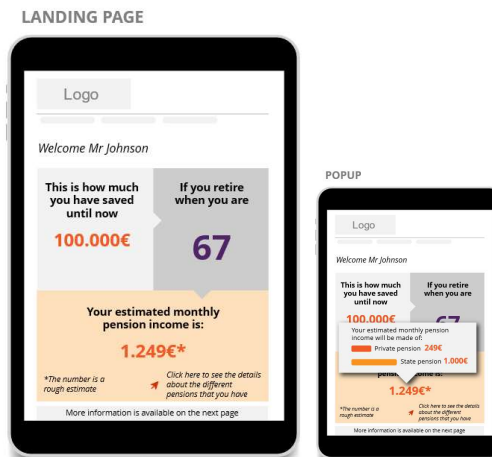 LANDING PAGE
Logo
Welcome Mr Johnson
This is how much
you have saved
until now
100.000€
If you retire
when you are
67
Your estimated monthly
pension income is:
1.249€*
*The number is a
rough estimate
Click here to see the details
about the different
pensions that you have
More information is available on the next page
POPUP
Logo
Welcome Mr Johnson
This is how much
you have saved
until now
100.000€
If you retire
when you are
67
Your estimated monthly pension
income will be made of:
Private pension 249€
State pension 1.000€
pension income is:
1.249€*
*The number is a
rough estimate
Click here to see the details
about the different
pensions that you have
More information is available on the next page